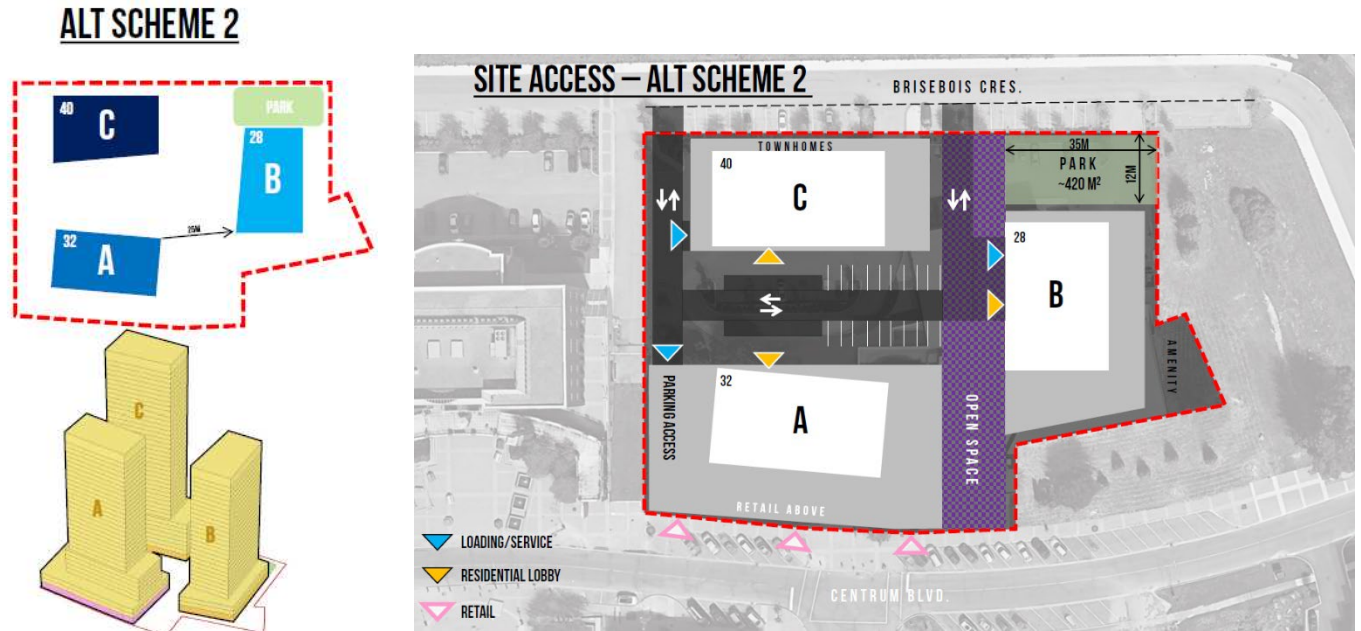 ALT SCHEME 2
PARK
40
C
28
B
32
A
25M
C
A
B
SITE ACCESS – ALT SCHEME 2
BRISEBOIS CRES.
TOWNHOMES
40
C
35M
PARK
~420 M²
12M
28
B
AMENITY
32
A
PARKING ACCESS
OPEN SPACE
RETAIL ABOVE
LOADING/SERVICE
RESIDENTIAL LOBBY
RETAIL
CENTRUM BLVD.